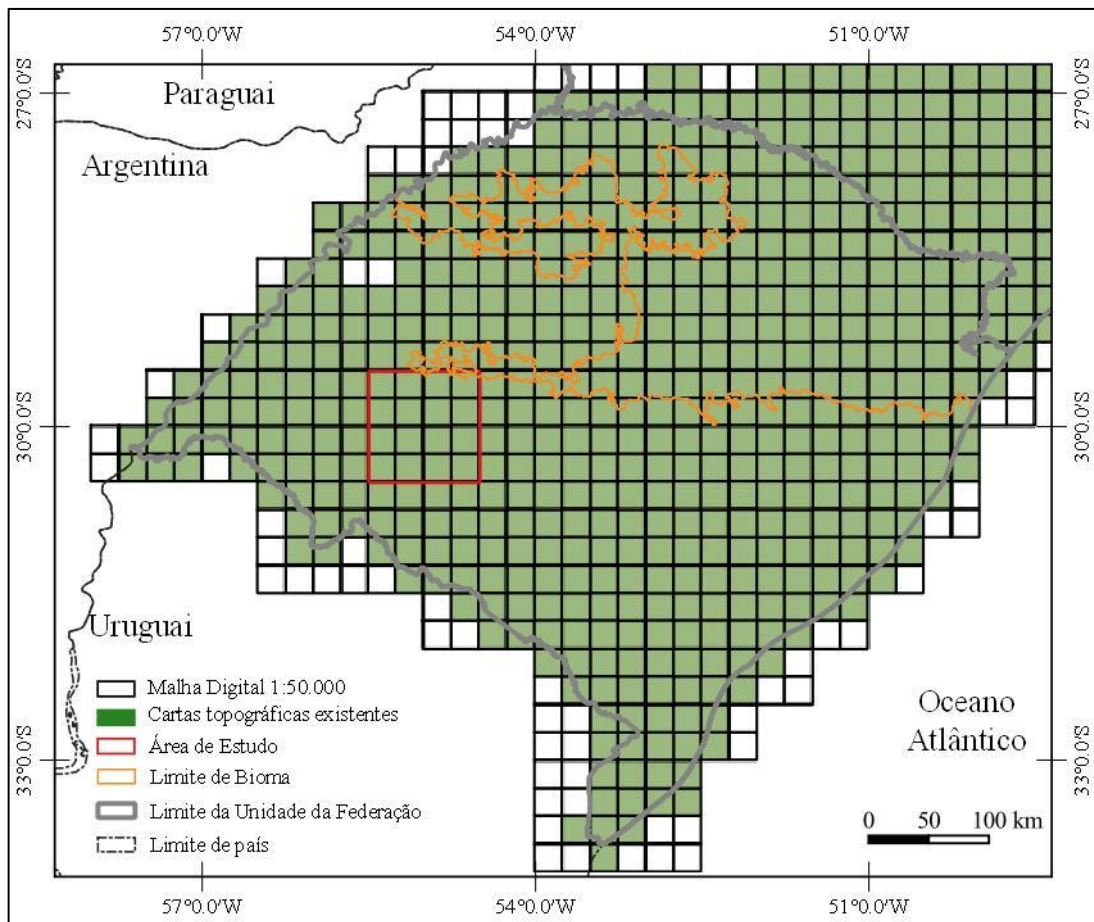 57°0.0'W 54°0.0'W 51°0.0'W
27°0.0'S
27°0.0'S
Paraguai
Argentina
30°0.0'S
30°0.0'S
Uruguai
Malha Digital 1:50.000
Cartas topográficas existentes
Área de Estudo
Limite de Bioma
Limite da Unidade da Federação
Limite de país
Oceano
Atlântico
33°0.0'S
33°0.0'S
0 50 100 km
57°0.0'W 54°0.0'W 51°0.0'W